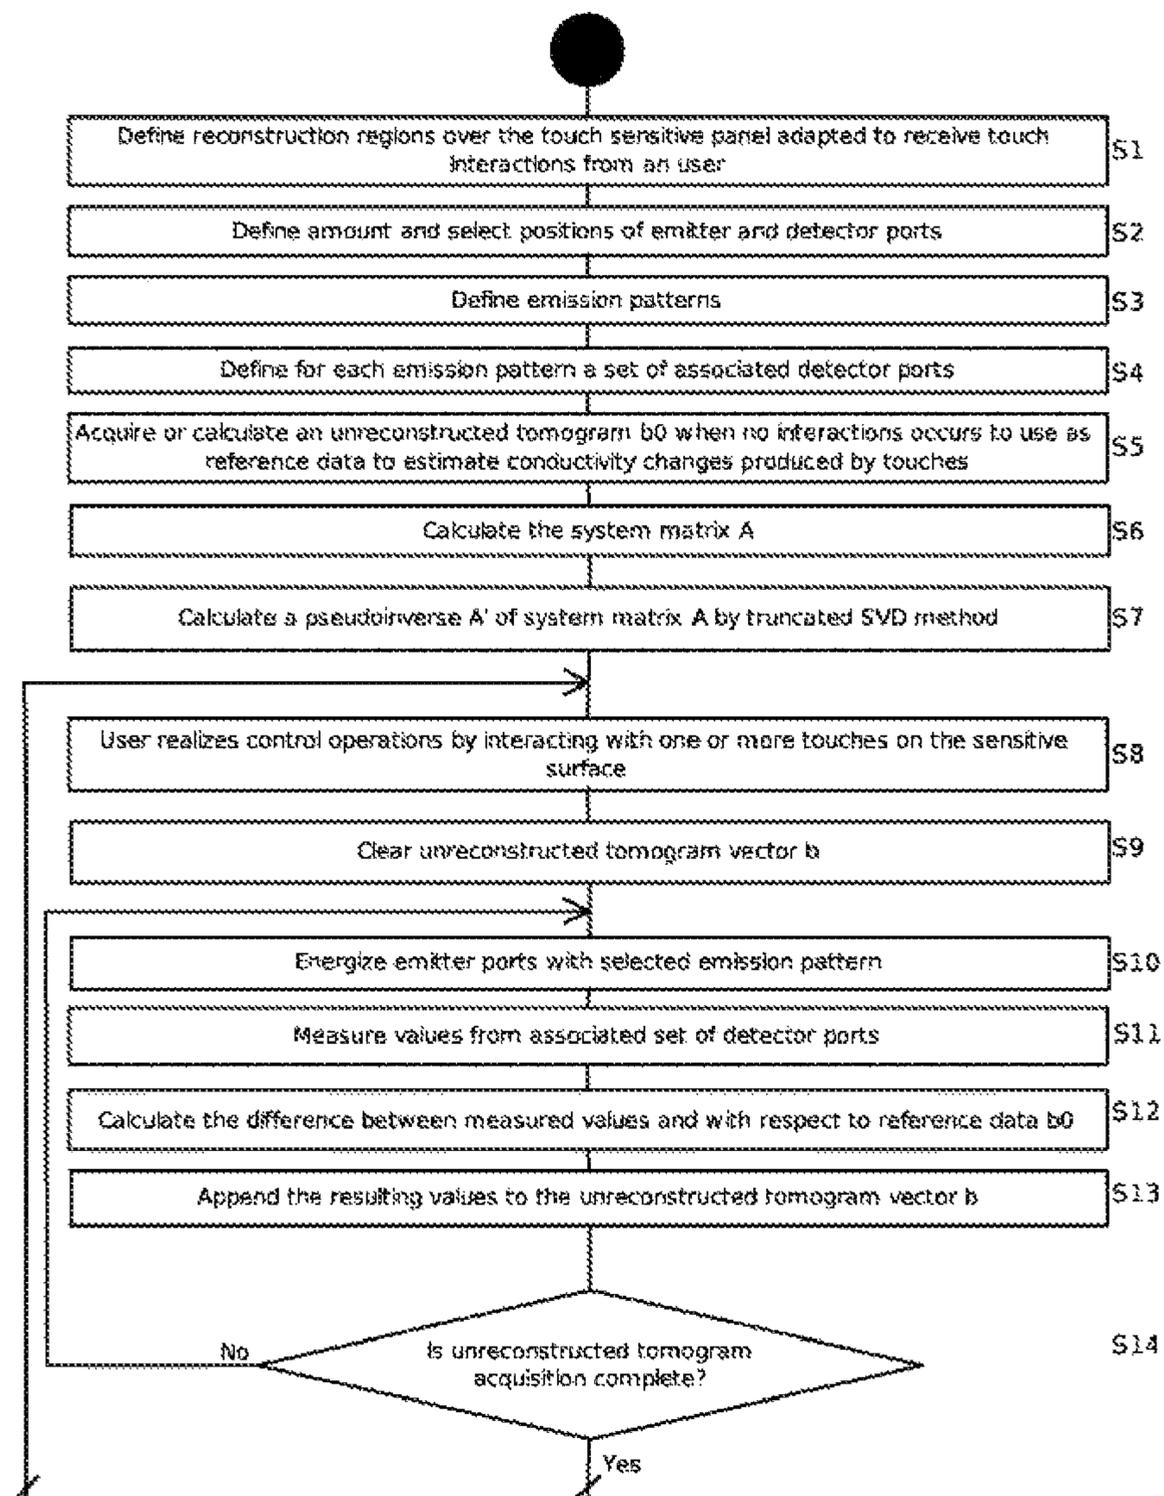 Define reconstruction regions over the touch sensitive panel adapted to receive touch
interactions from an user
S1
Define amount and select positions of emitter and detector ports
S2
Define emission patterns
S3
Define for each emission pattern a set of associated detector ports
S4
Acquire or calculate an unreconstructed tomogram b0 when no interactions occurs to use as
reference data to estimate conductivity changes produced by touches
S5
Calculate the system matrix A
S6
Calculate a pseudoinverse A' of system matrix A by truncated SVD method
S7
User realizes control operations by interacting with one or more touches on the sensitive
surface
S8
Clear unreconstructed tomogram vector b
S9
Energize emitter ports with selected emission pattern
S10
Measure values from associated set of detector ports
S11
Calculate the difference between measured values and with respect to reference data b0
S12
Append the resulting values to the unreconstructed tomogram vector b
S13
Is unreconstructed tomogram
acquisition complete?
S14
No
Yes